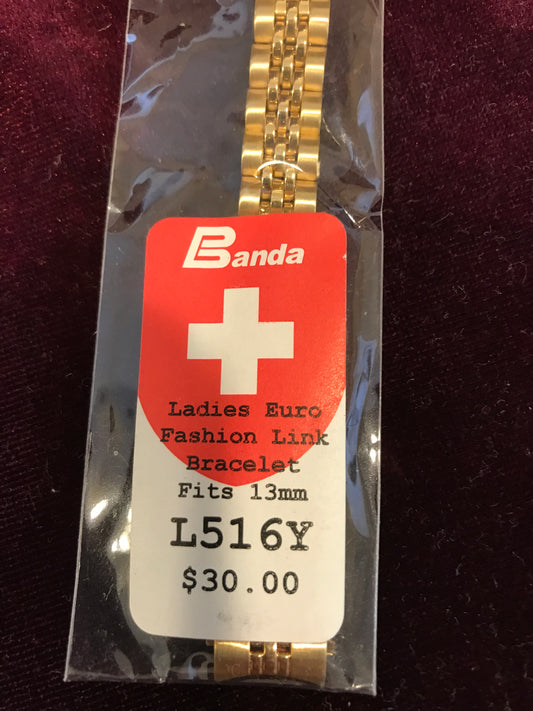 Banda
Ladies Euro
Fashion Link
Bracelet
Fits 13mm
L516Y
$30.00